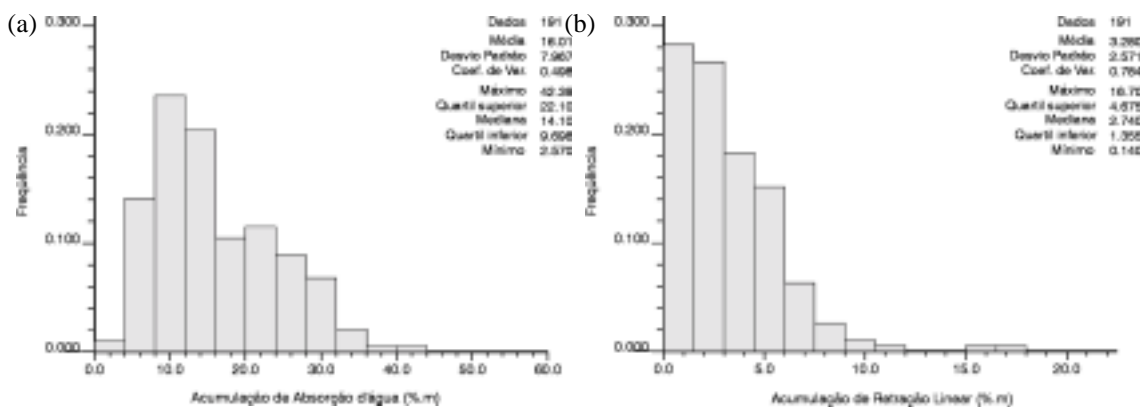 (a)
0.300
Dados 191
Média 16.01
Desvio Padrão 7.967
Coef. de Var. 0.498
Máximo 42.38
Quartil superior 22.10
Mediana 14.10
Quartil inferior 9.698
Mínimo 2.570
0.200
Freqüência
0.100
0.000
0.0 10.0 20.0 30.0 40.0 50.0 60.0
Acumulação de Absorção d'água (%.m)
(b)
0.300
Dados 191
Média 3.280
Desvio Padrão 2.571
Coef. de Var. 0.784
Máximo 16.70
Quartil superior 4.675
Mediana 2.740
Quartil inferior 1.355
Mínimo 0.140
0.200
Freqüência
0.100
0.000
0.0 5.0 10.0 15.0 20.0
Acumulação de Retração Linear (%.m)